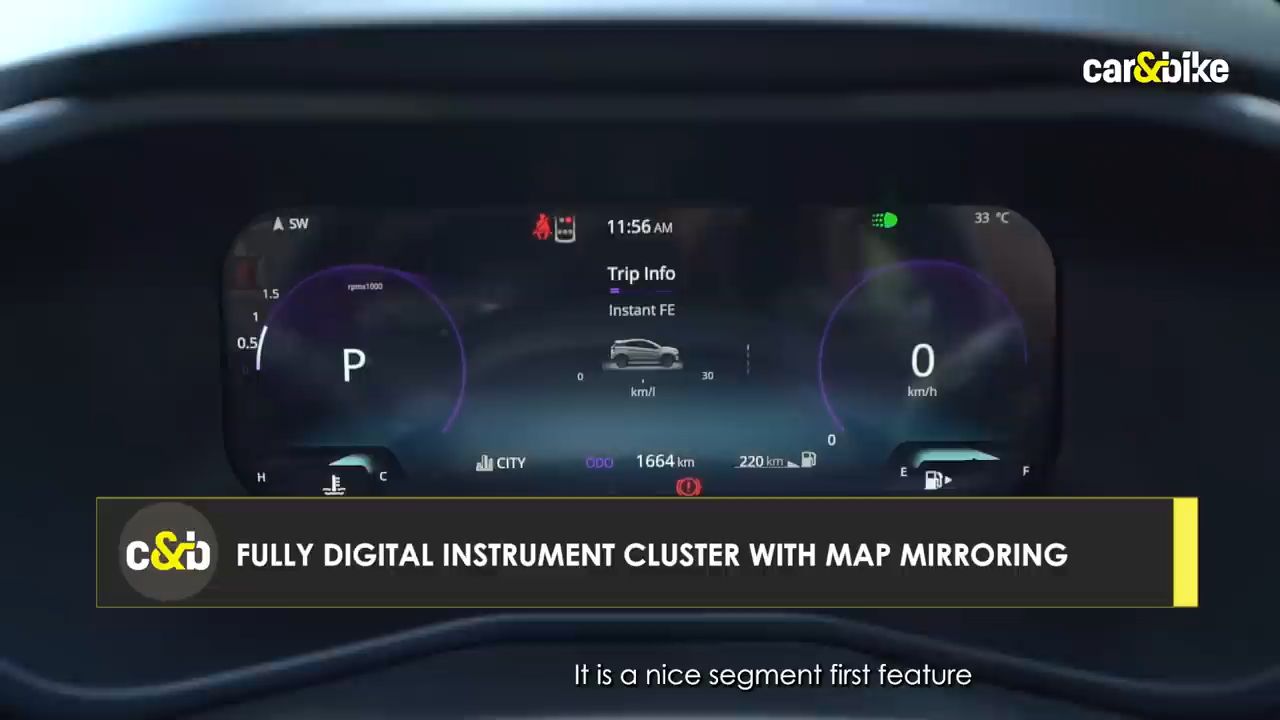 car&bike
SW
11:56 AM
33 °C
Trip Info
Instant FE
rpmx1000
1.5
1
0.5
0
P
0
km/h
0
30
km/l
0
CITY
ODO
1664 km
220 km
H
C
E
F
c&b
FULLY DIGITAL INSTRUMENT CLUSTER WITH MAP MIRRORING
It is a nice segment first feature